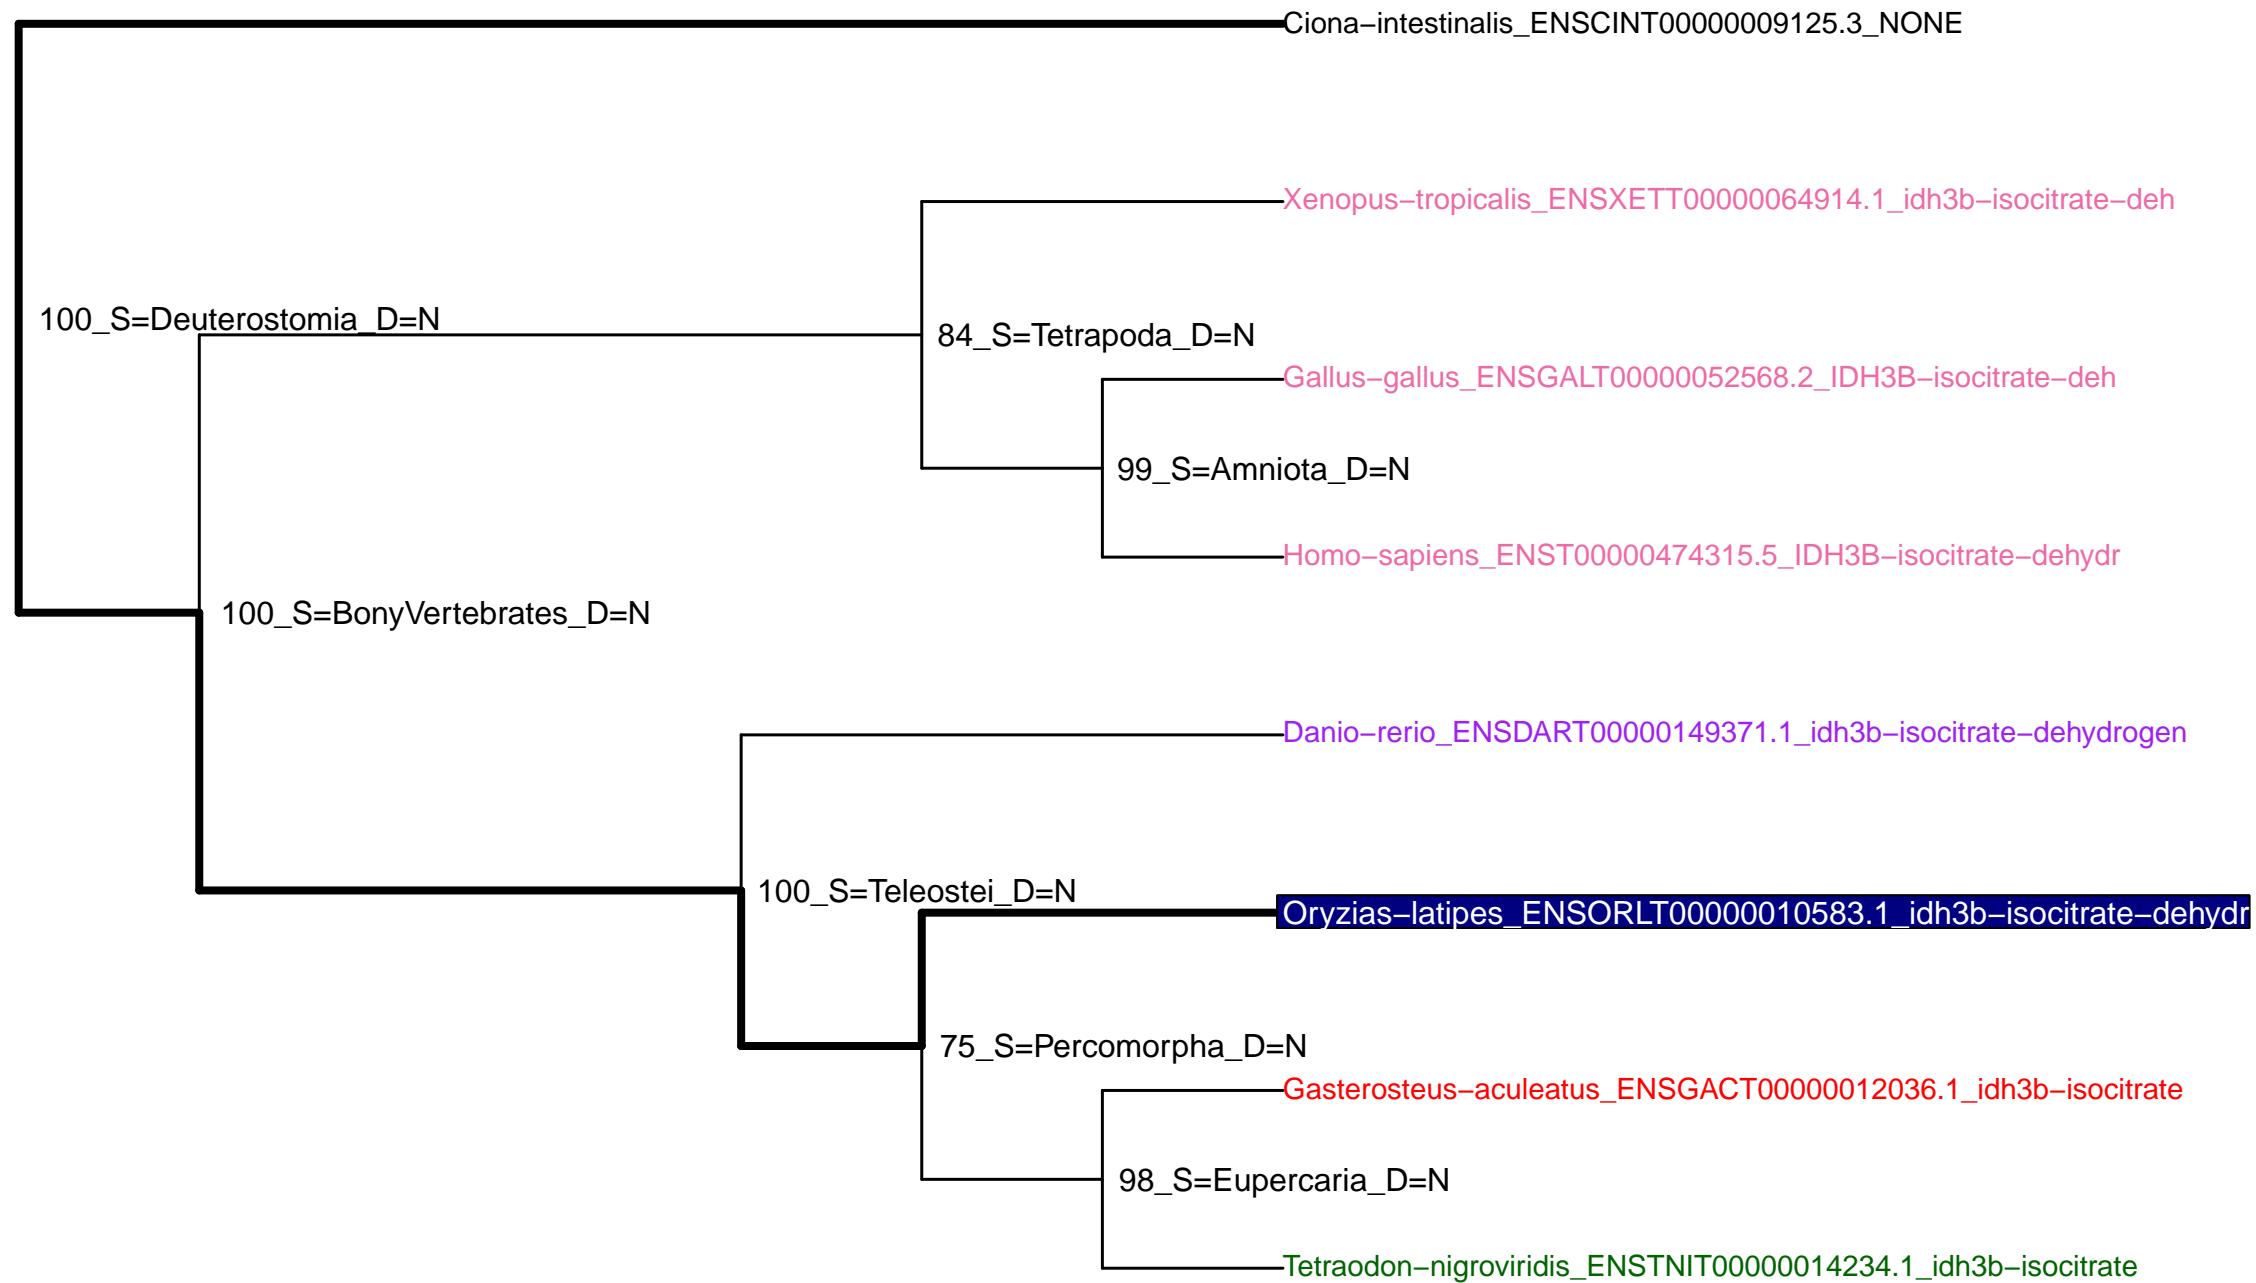 Ciona−intestinalis_ENSCINT00000009125.3_NONE
Xenopus−tropicalis_ENSXETT00000064914.1_idh3b−isocitrate−deh
100_S=Deuterostomia_D=N
84_S=Tetrapoda_D=N
Gallus−gallus_ENSGALT00000052568.2_IDH3B−isocitrate−deh
99_S=Amniota_D=N
Homo−sapiens_ENST00000474315.5_IDH3B−isocitrate−dehydr
100_S=BonyVertebrates_D=N
Danio−rerio_ENSDART00000149371.1_idh3b−isocitrate−dehydrogen
100_S=Teleostei_D=N
Oryzias−latipes_ENSORLT00000010583.1_idh3b−isocitrate−dehydr
75_S=Percomorpha_D=N
Gasterosteus−aculeatus_ENSGACT00000012036.1_idh3b−isocitrate
98_S=Eupercaria_D=N
Tetraodon−nigroviridis_ENSTNIT00000014234.1_idh3b−isocitrate